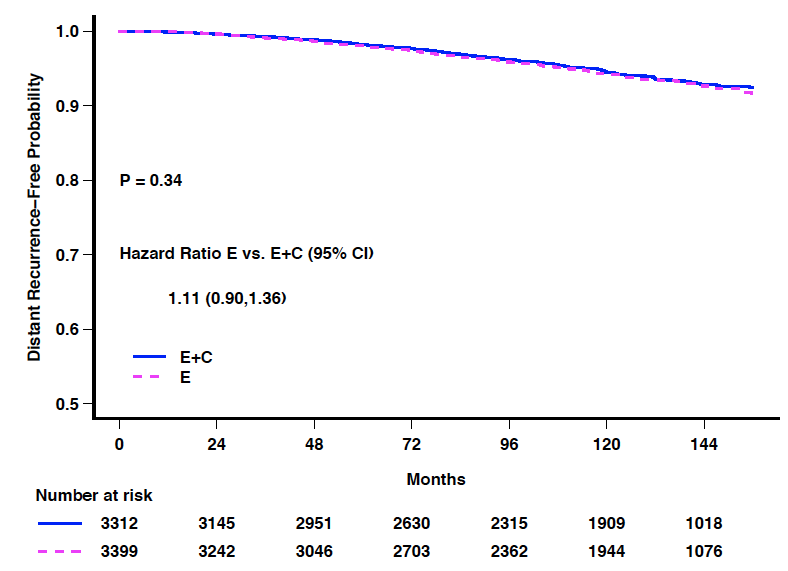 Distant Recurrence–Free Probability
1.0
0.9
0.8
0.7
0.6
0.5
P = 0.34
Hazard Ratio E vs. E+C (95% CI)
1.11 (0.90,1.36)
E+C
E
0 24 48 72 96 120 144
Months
Number at risk
3312 3145 2951 2630 2315 1909 1018
3399 3242 3046 2703 2362 1944 1076